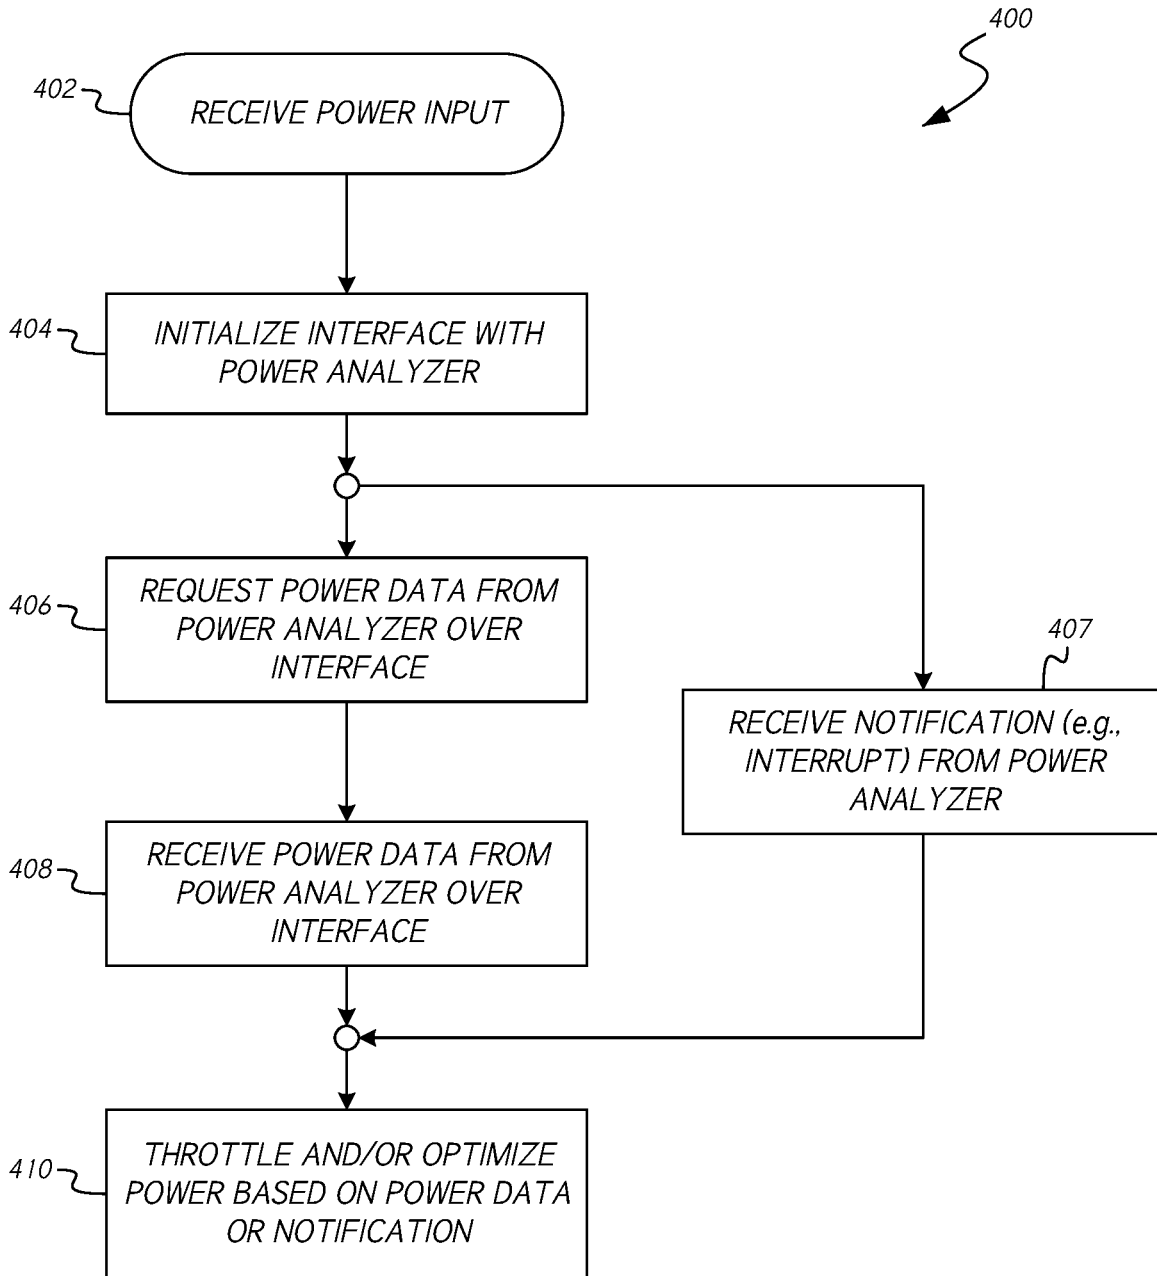 400
402
RECEIVE POWER INPUT
404
INITIALIZE INTERFACE WITH
POWER ANALYZER
406
REQUEST POWER DATA FROM
POWER ANALYZER OVER
INTERFACE
407
RECEIVE NOTIFICATION (e.g.,
INTERRUPT) FROM POWER
ANALYZER
408
RECEIVE POWER DATA FROM
POWER ANALYZER OVER
INTERFACE
410
THROTTLE AND/OR OPTIMIZE
POWER BASED ON POWER DATA
OR NOTIFICATION